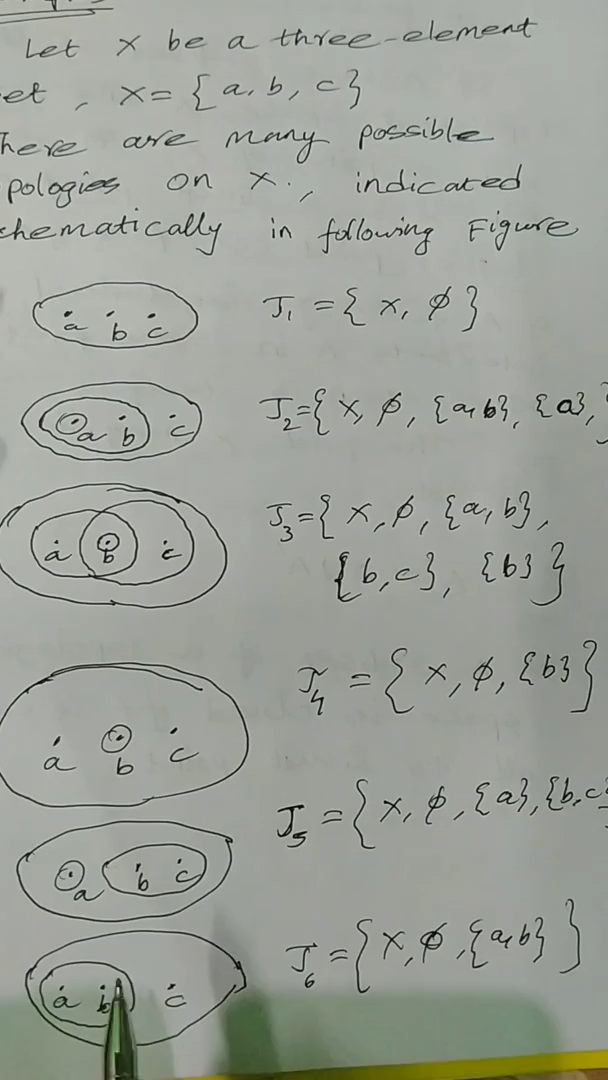 Let X be a three-element
et, X = {a, b, c}
here are many possible
pologies on X., indicated
hematically in following Figure
a b c J₁ = {X, φ}
a b c J₂ = {X, φ, {a, b}, {a},
a b c J₃ = {X, φ, {a, b},
{b, c}, {b}}
a b c J₄ = {X, φ, {b}}
a b c J₅ = {X, φ, {a}, {b, c
a b c J₆ = {X, φ, {a, b}}